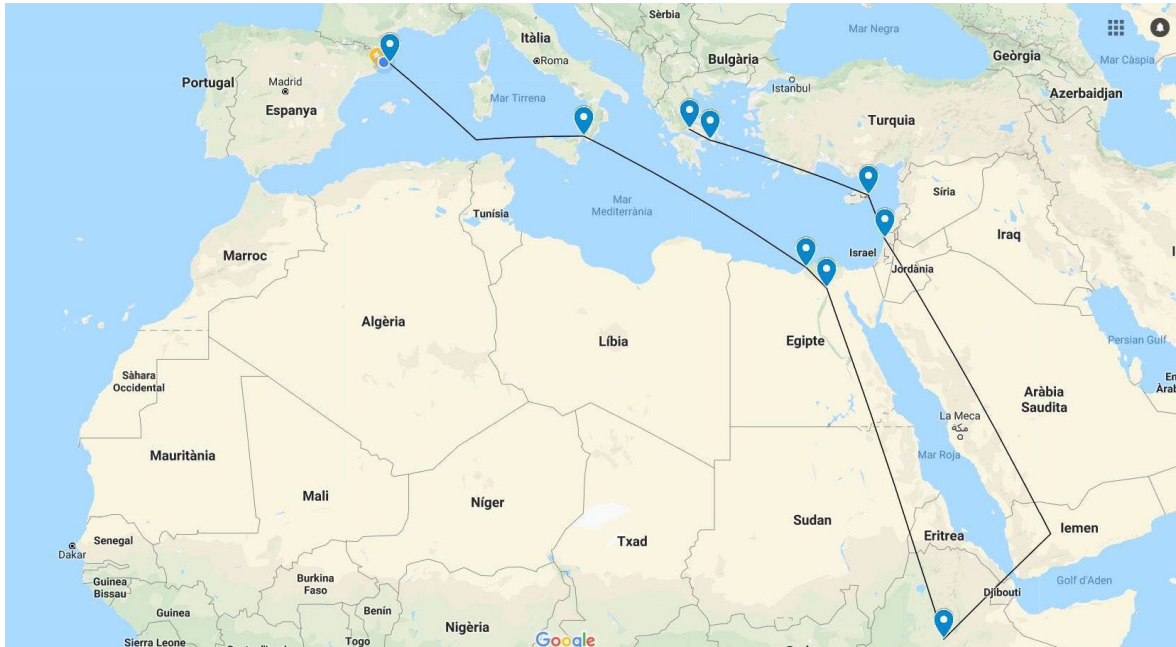 Sèrbia
Mar Negra
Itàlia
Roma
Bulgària
Geòrgia
Mar Càspia
Istanbul
Portugal
Madrid
Espanya
Mar Tirrena
Azerbaidjan
Turquia
Síria
Mar
Mediterrània
Tunísia
Israel
Iraq
Marroc
Jordània
Algèria
Líbia
Egipte
Persian Gulf
Sàhara
Occidental
Aràbia
Saudita
La Meca
مكة
Mar Roja
Mauritània
Mali
Níger
Txad
Sudan
Eritrea
Iemen
Senegal
Dakar
Guinea
Bissau
Burkina
Faso
Benín
Djibouti
Golf d'Aden
Guinea
Nigèria
Togo
Sierra Leone
Google